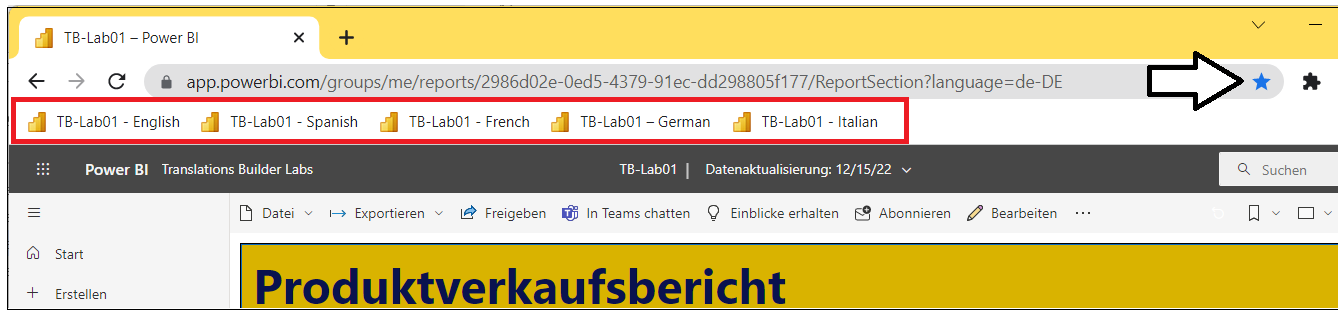 TB-Lab01 – Power BI
app.powerbi.com/groups/me/reports/2986d02e-0ed5-4379-91ec-dd298805f177/ReportSection?language=de-DE
TB-Lab01 - English TB-Lab01 - Spanish TB-Lab01 - French TB-Lab01 – German TB-Lab01 - Italian
Power BI Translations Builder Labs TB-Lab01 | Datenaktualisierung: 12/15/22 Suchen
Datei Exportieren Freigeben In Teams chatten Einblicke erhalten Abonnieren Bearbeiten ···
Start
Erstellen
Produktverkaufsbericht